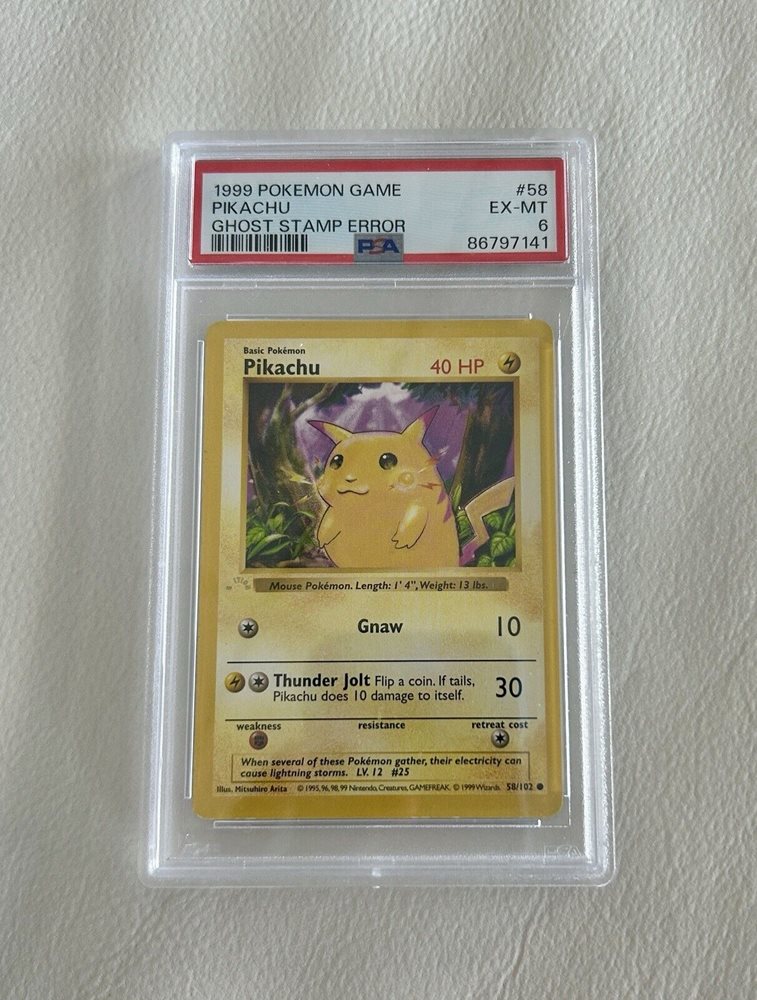 1999 POKEMON GAME #58
PIKACHU EX-MT
GHOST STAMP ERROR 6
PSA 86797141
Basic Pokémon
Pikachu 40 HP
Mouse Pokémon. Length: 1' 4", Weight: 13 lbs.
Gnaw 10
Thunder Jolt Flip a coin. If tails, 30
Pikachu does 10 damage to itself.
weakness resistance retreat cost
When several of these Pokémon gather, their electricity can
cause lightning storms. LV. 12 #25
Illus. Mitsuhiro Arita © 1995, 96, 98, 99 Nintendo, Creatures, GAMEFREAK. © 1999 Wizards. 58/102